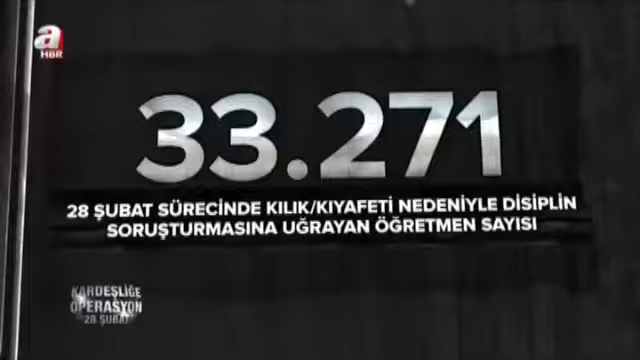 a
HBR
33.271
28 ŞUBAT SÜRECİNDE KILIK/KIYAFETİ NEDENİYLE DİSİPLİN
SORUŞTURMASINA UĞRAYAN ÖĞRETMEN SAYISI
KARDEŞLİĞE
OPERASYON
28 ŞUBAT